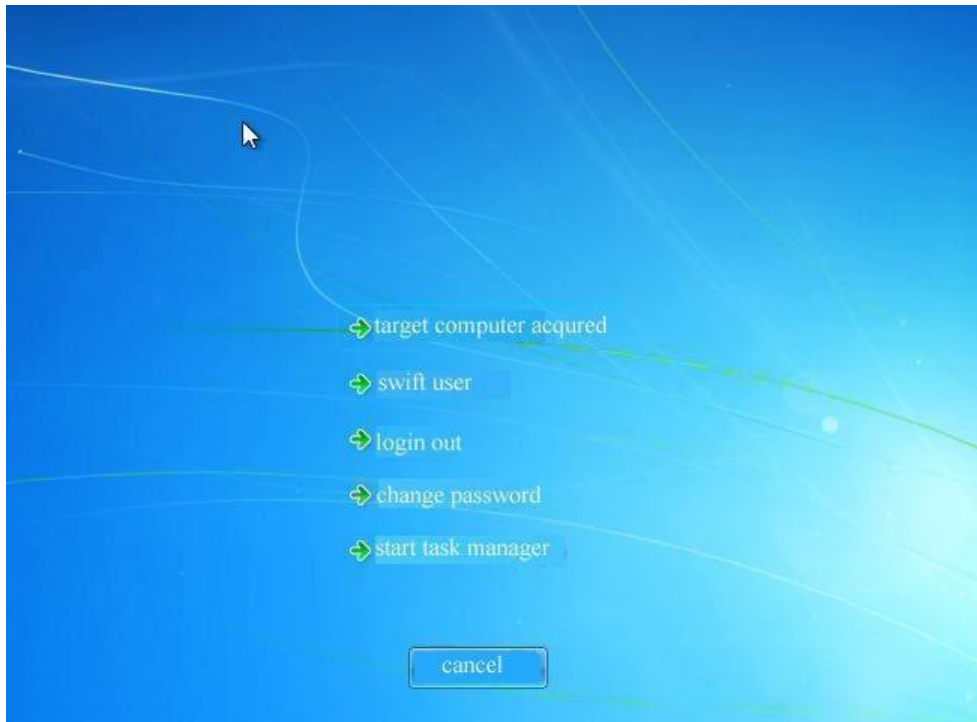 target computer acqured
swift user
login out
change password
start task manager
cancel